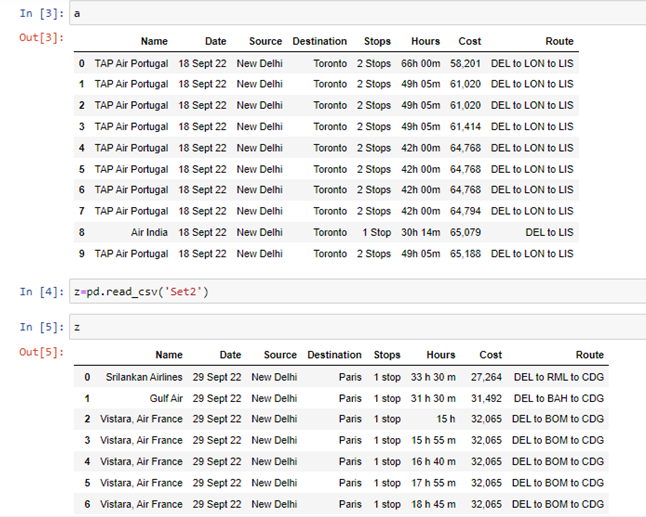 In [3]: a
Out[3]:
Name Date Source Destination Stops Hours Cost Route
0 TAP Air Portugal 18 Sept 22 New Delhi Toronto 2 Stops 66h 00m 58,201 DEL to LON to LIS
1 TAP Air Portugal 18 Sept 22 New Delhi Toronto 2 Stops 49h 05m 61,020 DEL to LON to LIS
2 TAP Air Portugal 18 Sept 22 New Delhi Toronto 2 Stops 49h 05m 61,020 DEL to LON to LIS
3 TAP Air Portugal 18 Sept 22 New Delhi Toronto 2 Stops 49h 05m 61,414 DEL to LON to LIS
4 TAP Air Portugal 18 Sept 22 New Delhi Toronto 2 Stops 42h 00m 64,768 DEL to LON to LIS
5 TAP Air Portugal 18 Sept 22 New Delhi Toronto 2 Stops 42h 00m 64,768 DEL to LON to LIS
6 TAP Air Portugal 18 Sept 22 New Delhi Toronto 2 Stops 42h 00m 64,768 DEL to LON to LIS
7 TAP Air Portugal 18 Sept 22 New Delhi Toronto 2 Stops 42h 00m 64,794 DEL to LON to LIS
8 Air India 18 Sept 22 New Delhi Toronto 1 Stop 30h 14m 65,079 DEL to LIS
9 TAP Air Portugal 18 Sept 22 New Delhi Toronto 2 Stops 49h 05m 65,188 DEL to LON to LIS
In [4]: z=pd.read_csv('Set2')
In [5]: z
Out[5]:
Name Date Source Destination Stops Hours Cost Route
0 Srilankan Airlines 29 Sept 22 New Delhi Paris 1 stop 33 h 30 m 27,264 DEL to RML to CDG
1 Gulf Air 29 Sept 22 New Delhi Paris 1 stop 31 h 30 m 31,492 DEL to BAH to CDG
2 Vistara, Air France 29 Sept 22 New Delhi Paris 1 stop 15 h 32,065 DEL to BOM to CDG
3 Vistara, Air France 29 Sept 22 New Delhi Paris 1 stop 15 h 55 m 32,065 DEL to BOM to CDG
4 Vistara, Air France 29 Sept 22 New Delhi Paris 1 stop 16 h 40 m 32,065 DEL to BOM to CDG
5 Vistara, Air France 29 Sept 22 New Delhi Paris 1 stop 17 h 55 m 32,065 DEL to BOM to CDG
6 Vistara, Air France 29 Sept 22 New Delhi Paris 1 stop 18 h 45 m 32,065 DEL to BOM to CDG